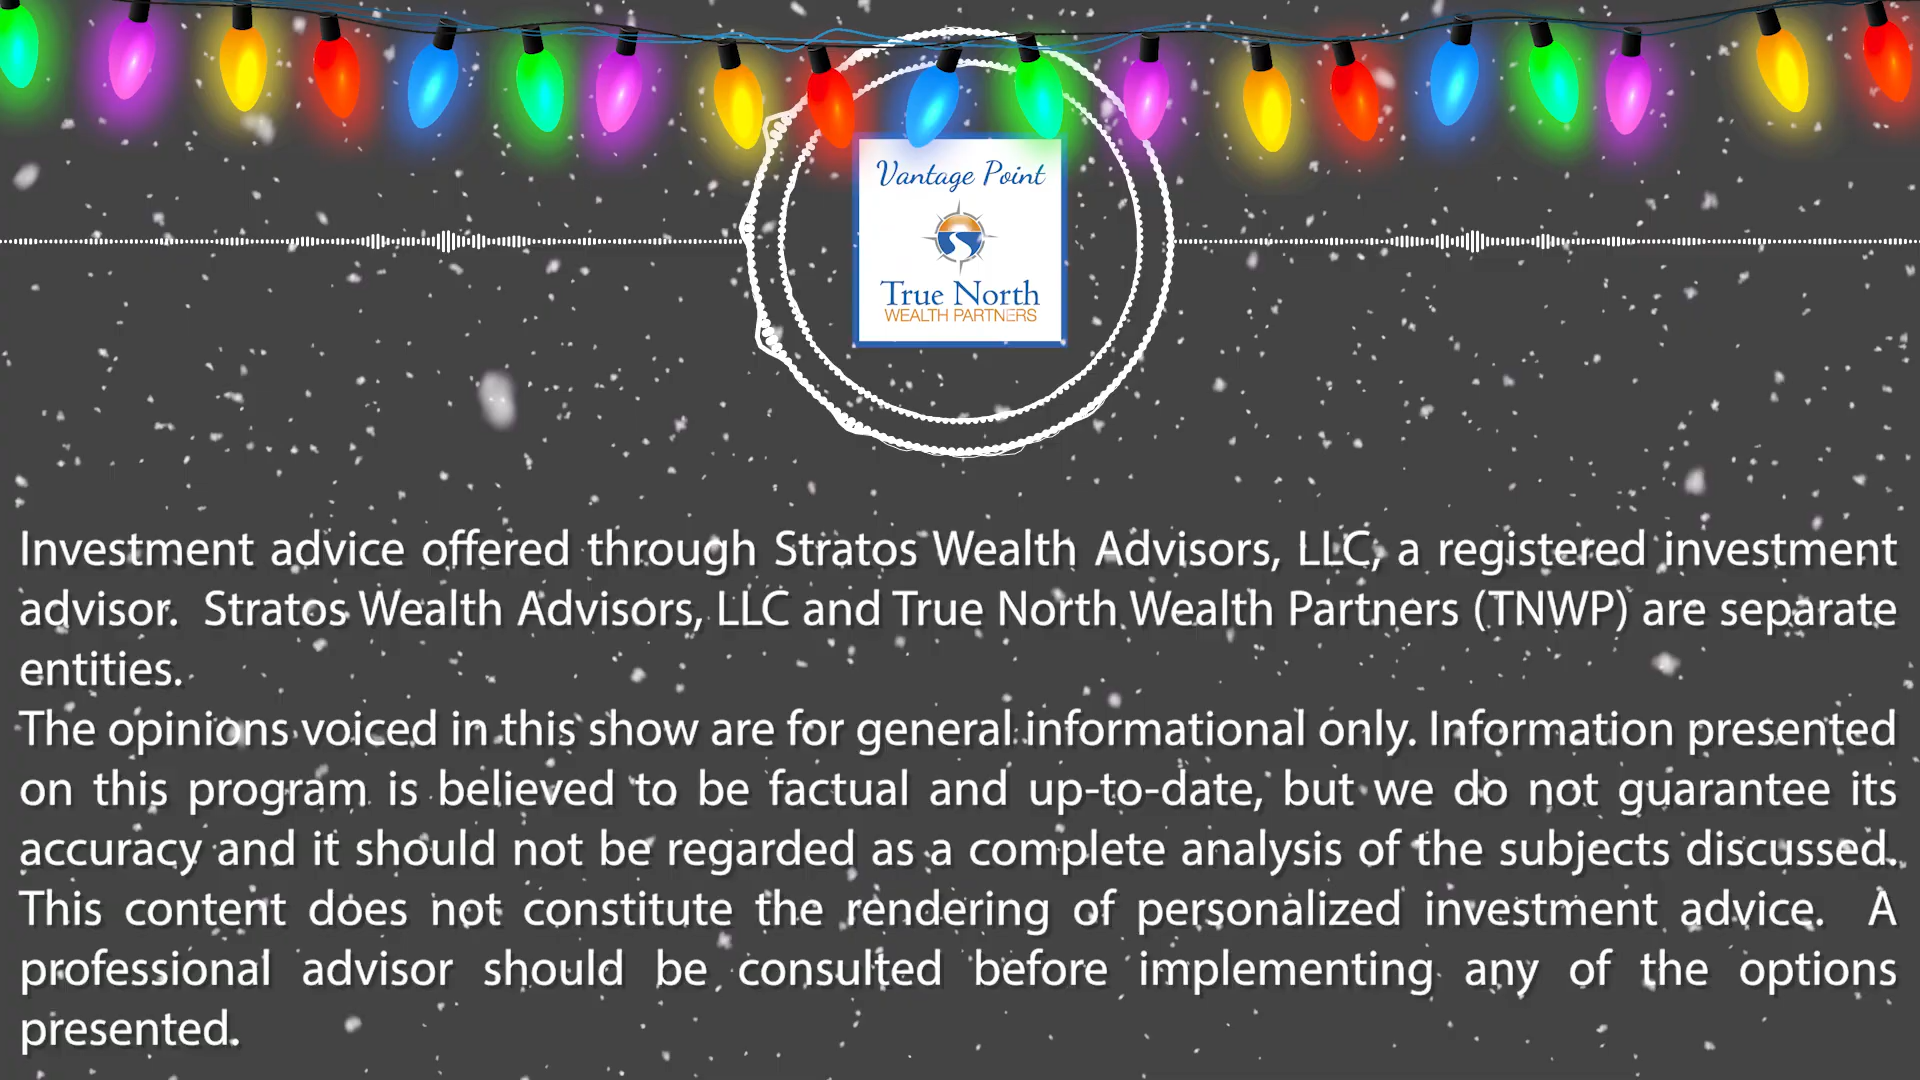 Vantage Point
True North
WEALTH PARTNERS
Investment advice offered through Stratos Wealth Advisors, LLC, a registered investment
advisor. Stratos Wealth Advisors, LLC and True North Wealth Partners (TNWP) are separate
entities.
The opinions voiced in this show are for general informational only. Information presented
on this program is believed to be factual and up-to-date, but we do not guarantee its
accuracy and it should not be regarded as a complete analysis of the subjects discussed.
This content does not constitute the rendering of personalized investment advice. A
professional advisor should be consulted before implementing any of the options
presented.